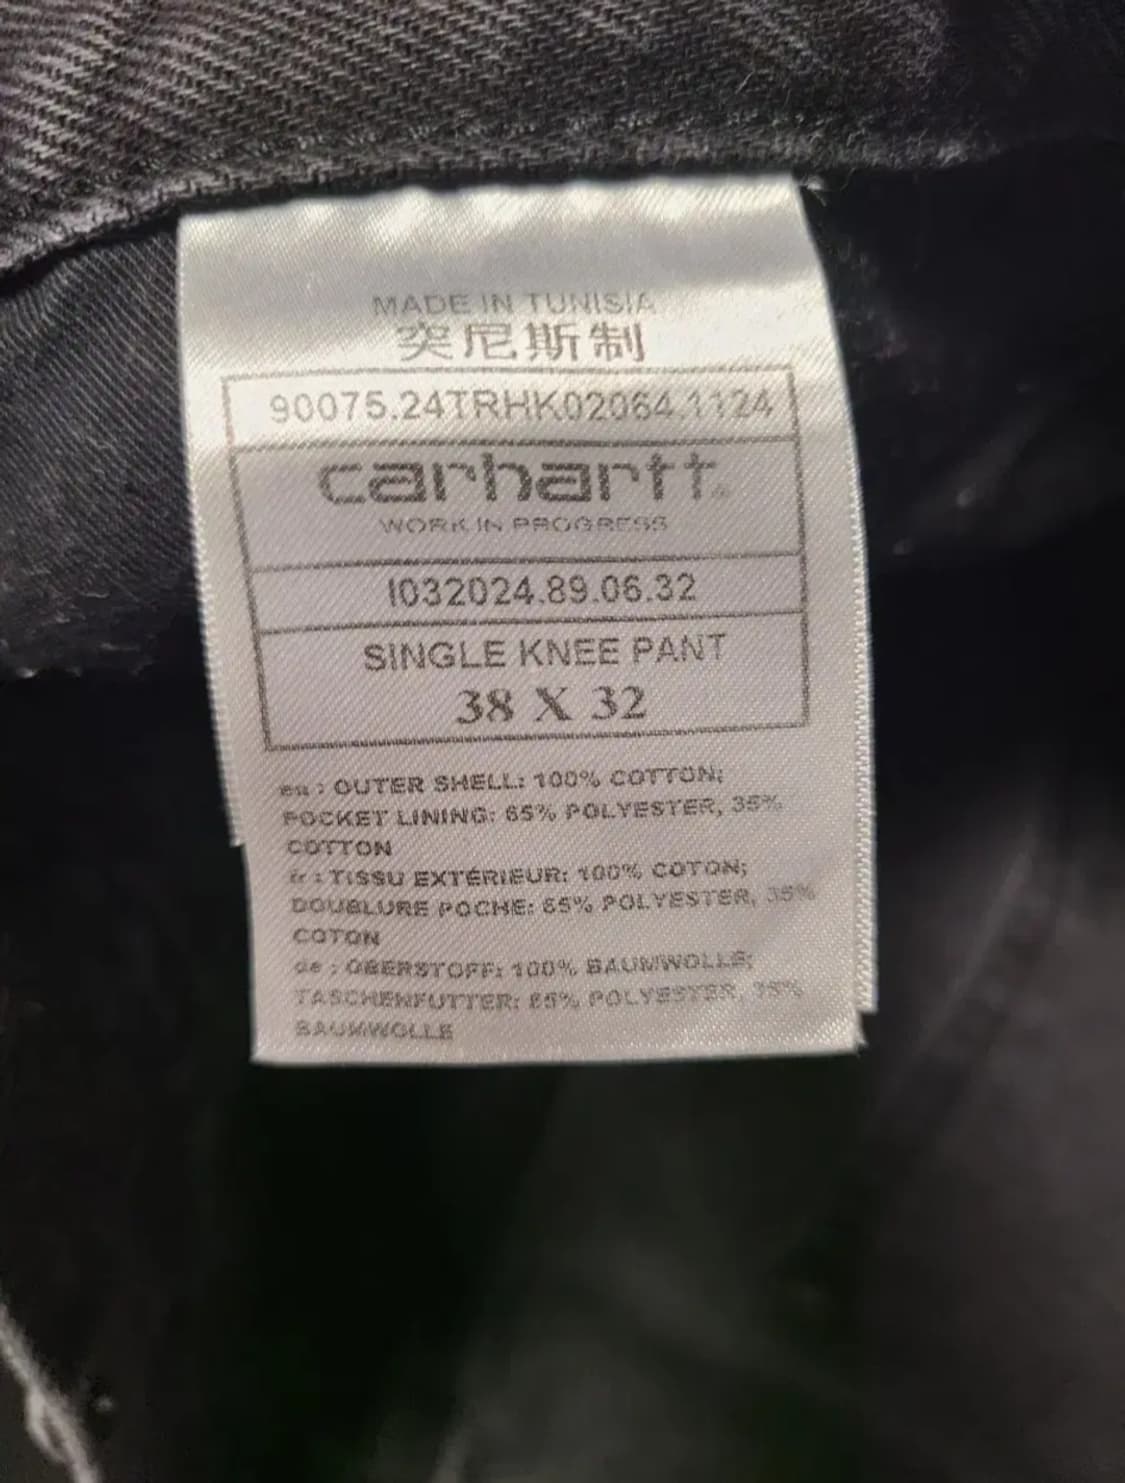 MADE IN TUNISIA
突尼斯制
90075.24TRHK02064.1124
carhartt®
WORK IN PROGRESS
I032024.89.06.32
SINGLE KNEE PANT
38 X 32
en : OUTER SHELL: 100% COTTON;
POCKET LINING: 65% POLYESTER, 35%
COTTON
fr : TISSU EXTÉRIEUR: 100% COTON;
DOUBLURE POCHE: 65% POLYESTER, 35%
COTON
de : OBERSTOFF: 100% BAUMWOLLE;
TASCHENFUTTER: 65% POLYESTER, 35%
BAUMWOLLE